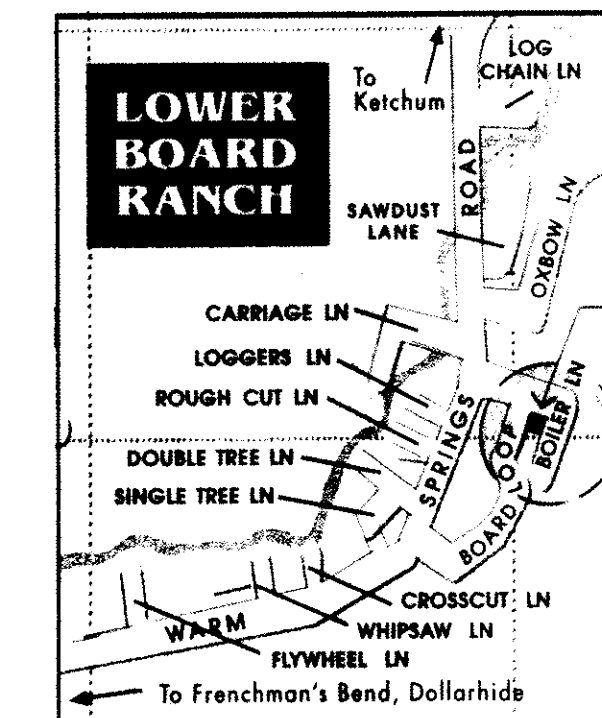 LOWER
BOARD
RANCH
To
Ketchum
LOG
CHAIN LN
ROAD
SAWDUST
LANE
OXBOW LN
CARRIAGE LN
LOGGERS LN
ROUGH CUT LN
DOUBLE TREE LN
SINGLE TREE LN
SPRINGS
BOARD LOOP
BOILER LN
CROSSCUT LN
WARM
WHIPSAW LN
FLYWHEEL LN
To Frenchman's Bend, Dollarhide